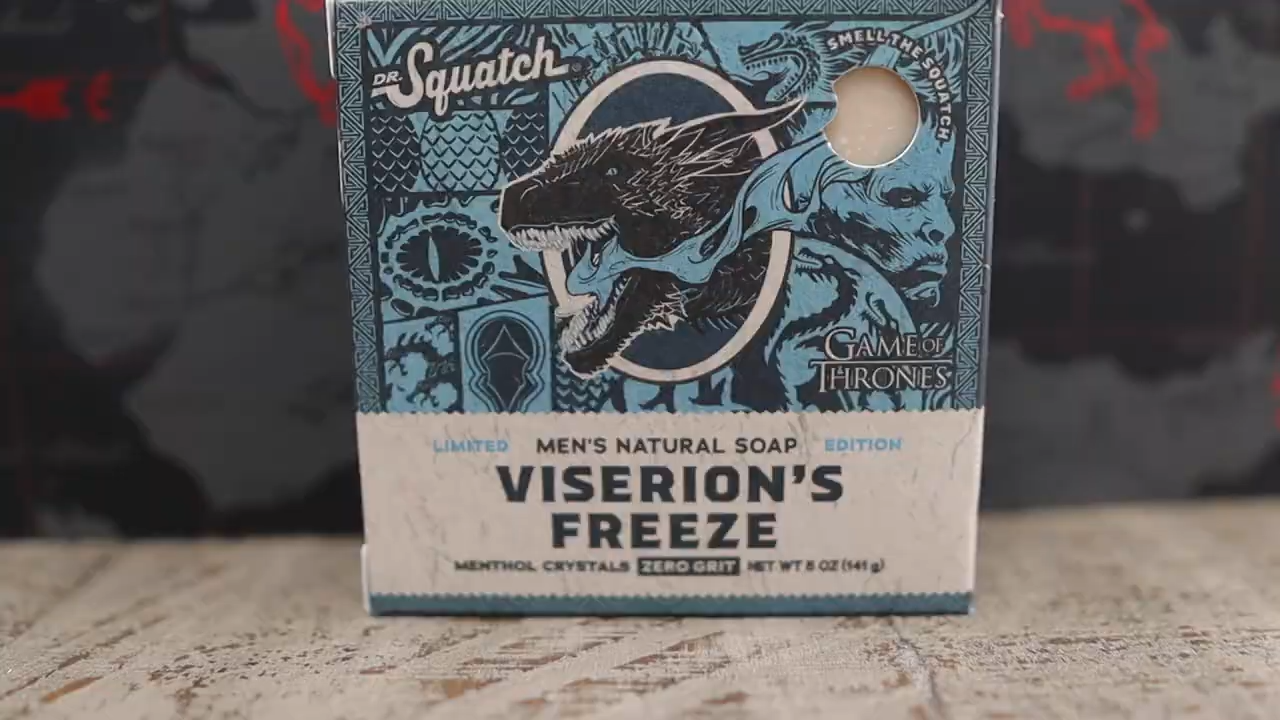 DR. Squatch
SMELL THE SQUATCH
GAME OF
THRONES
LIMITED MEN'S NATURAL SOAP EDITION
VISERION'S
FREEZE
MENTHOL CRYSTALS ZERO GRIT NET WT 5 OZ (141 g)